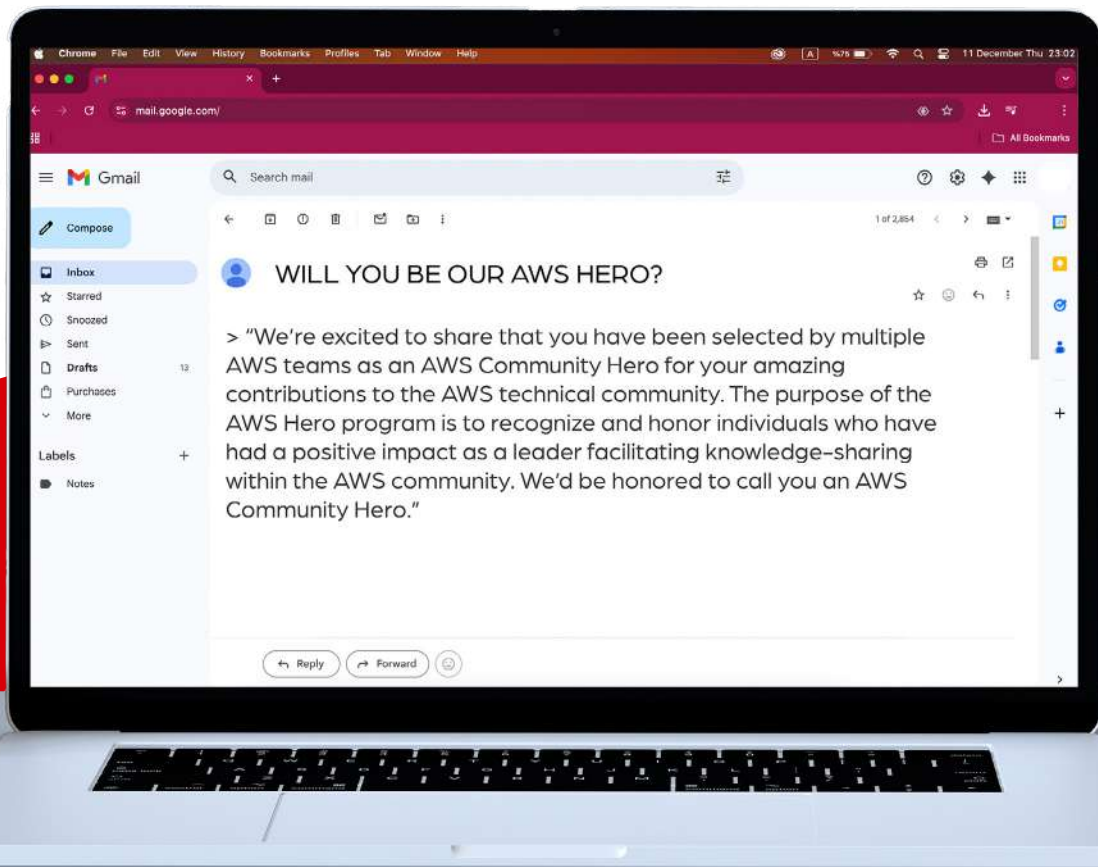 Chrome File Edit View History Bookmarks Profiles Tab Window Help A %75 11 December Thu 23:02
mail.google.com/
All Bookmarks
Gmail
Search mail
Compose
1 of 2,854
Inbox
Starred
Snoozed
Sent
Drafts 13
Purchases
More
Labels
Notes
WILL YOU BE OUR AWS HERO?
> “We’re excited to share that you have been selected by multiple
AWS teams as an AWS Community Hero for your amazing
contributions to the AWS technical community. The purpose of the
AWS Hero program is to recognize and honor individuals who have
had a positive impact as a leader facilitating knowledge-sharing
within the AWS community. We’d be honored to call you an AWS
Community Hero.”
Reply Forward